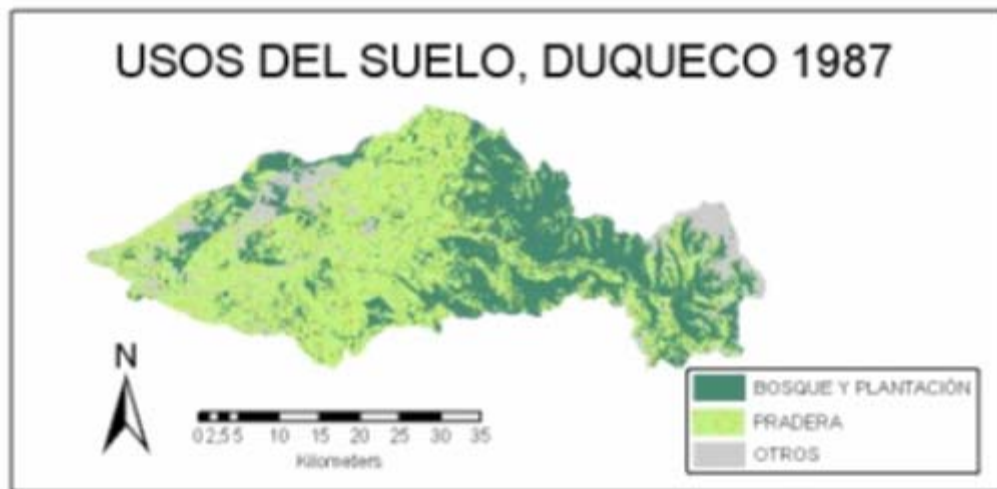 USOS DEL SUELO, DUQUECO 1987
N
0 2,5 5 10 15 20 25 30 35
Kilometers
BOSQUE Y PLANTACIÓN
PRADERA
OTROS